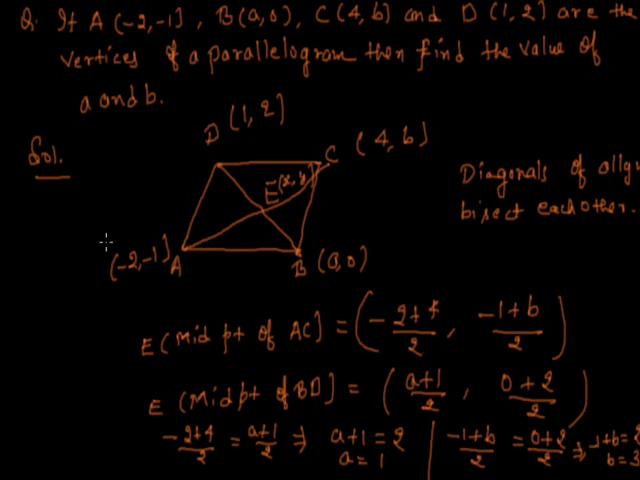 Q. If A (-2,-1), B(a,0), C(4,b) and D(1,2) are the
vertices of a parallelogram then find the value of
a and b.
Sol.
D (1, 2)
C (4, b)
E (x, y)
(-2,-1) A
B (a,0)
Diagonals of
bisect each other.
E (Mid pt of AC) = (-2+4/2 , -1+b/2)
E (Mid pt of BD) = (a+1/2 , 0+2/2)
-2+4/2 = a+1/2 ⇒ a+1 = 2 | -1+b/2 = 0+2/2 ⇒ -1+b=2
a = 1 b=3